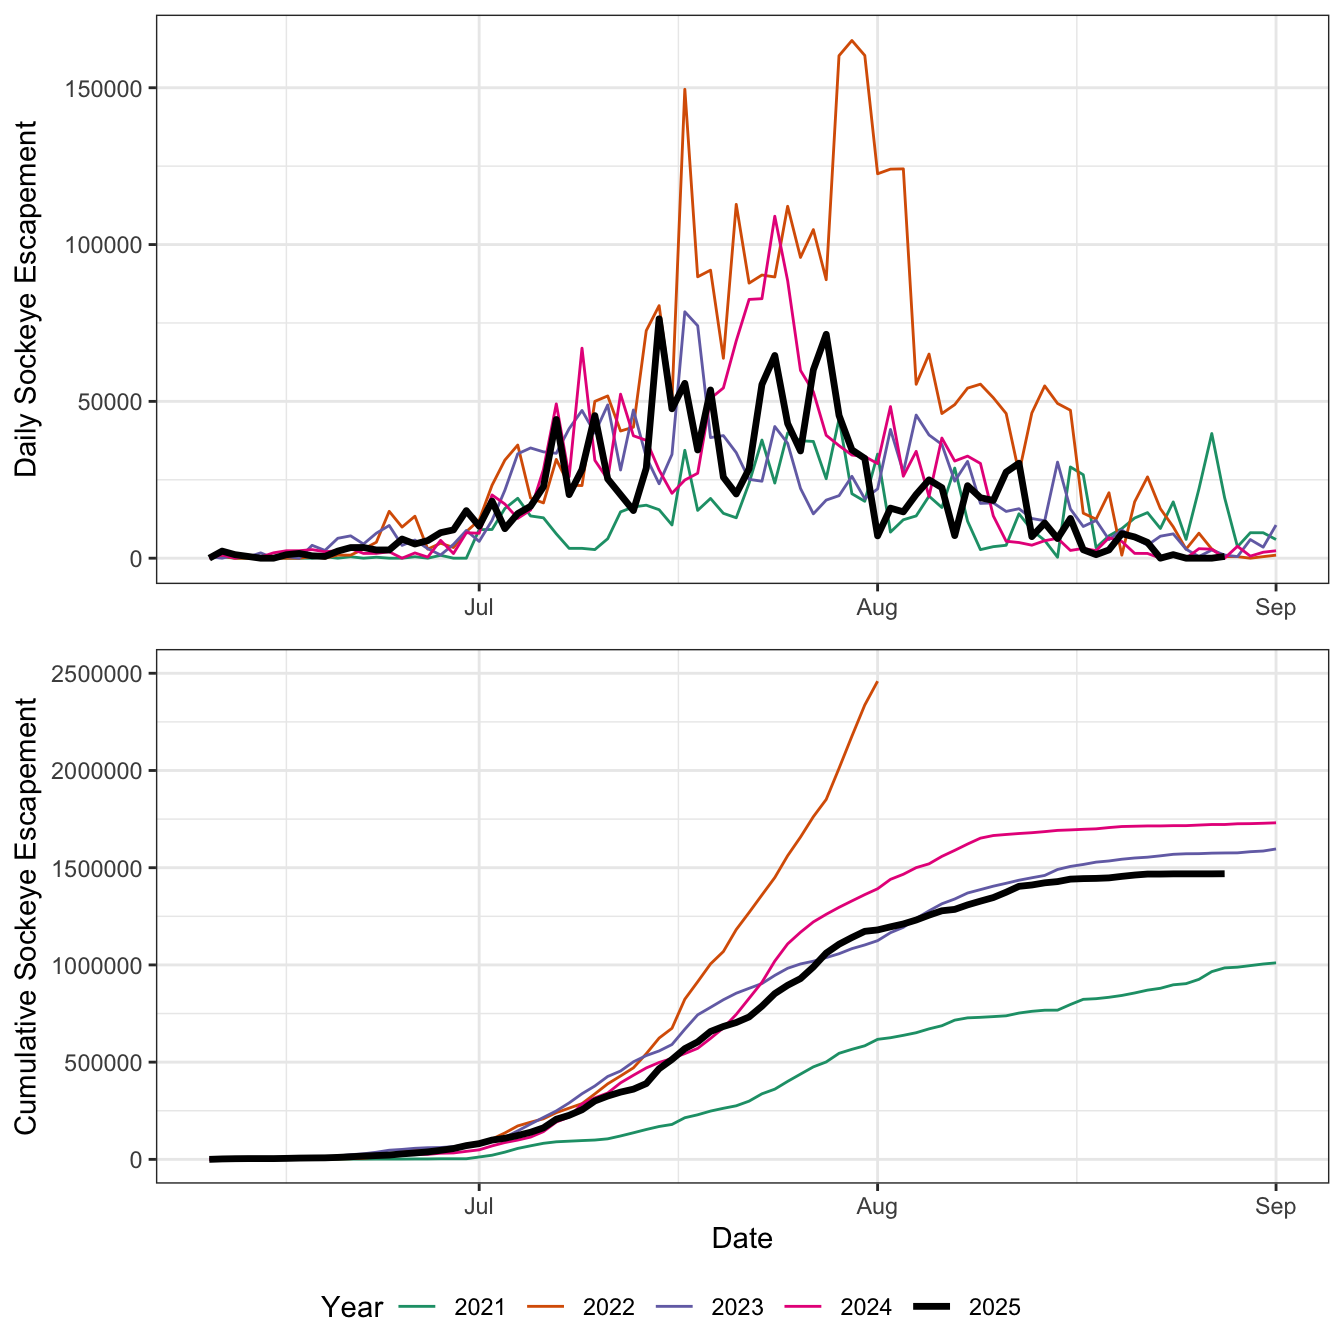 Daily Sockeye Escapement
150000
100000
50000
0
Jul Aug Sep
Cumulative Sockeye Escapement
2500000
2000000
1500000
1000000
500000
0
Jul Aug Sep
Date
Year 2021 2022 2023 2024 2025